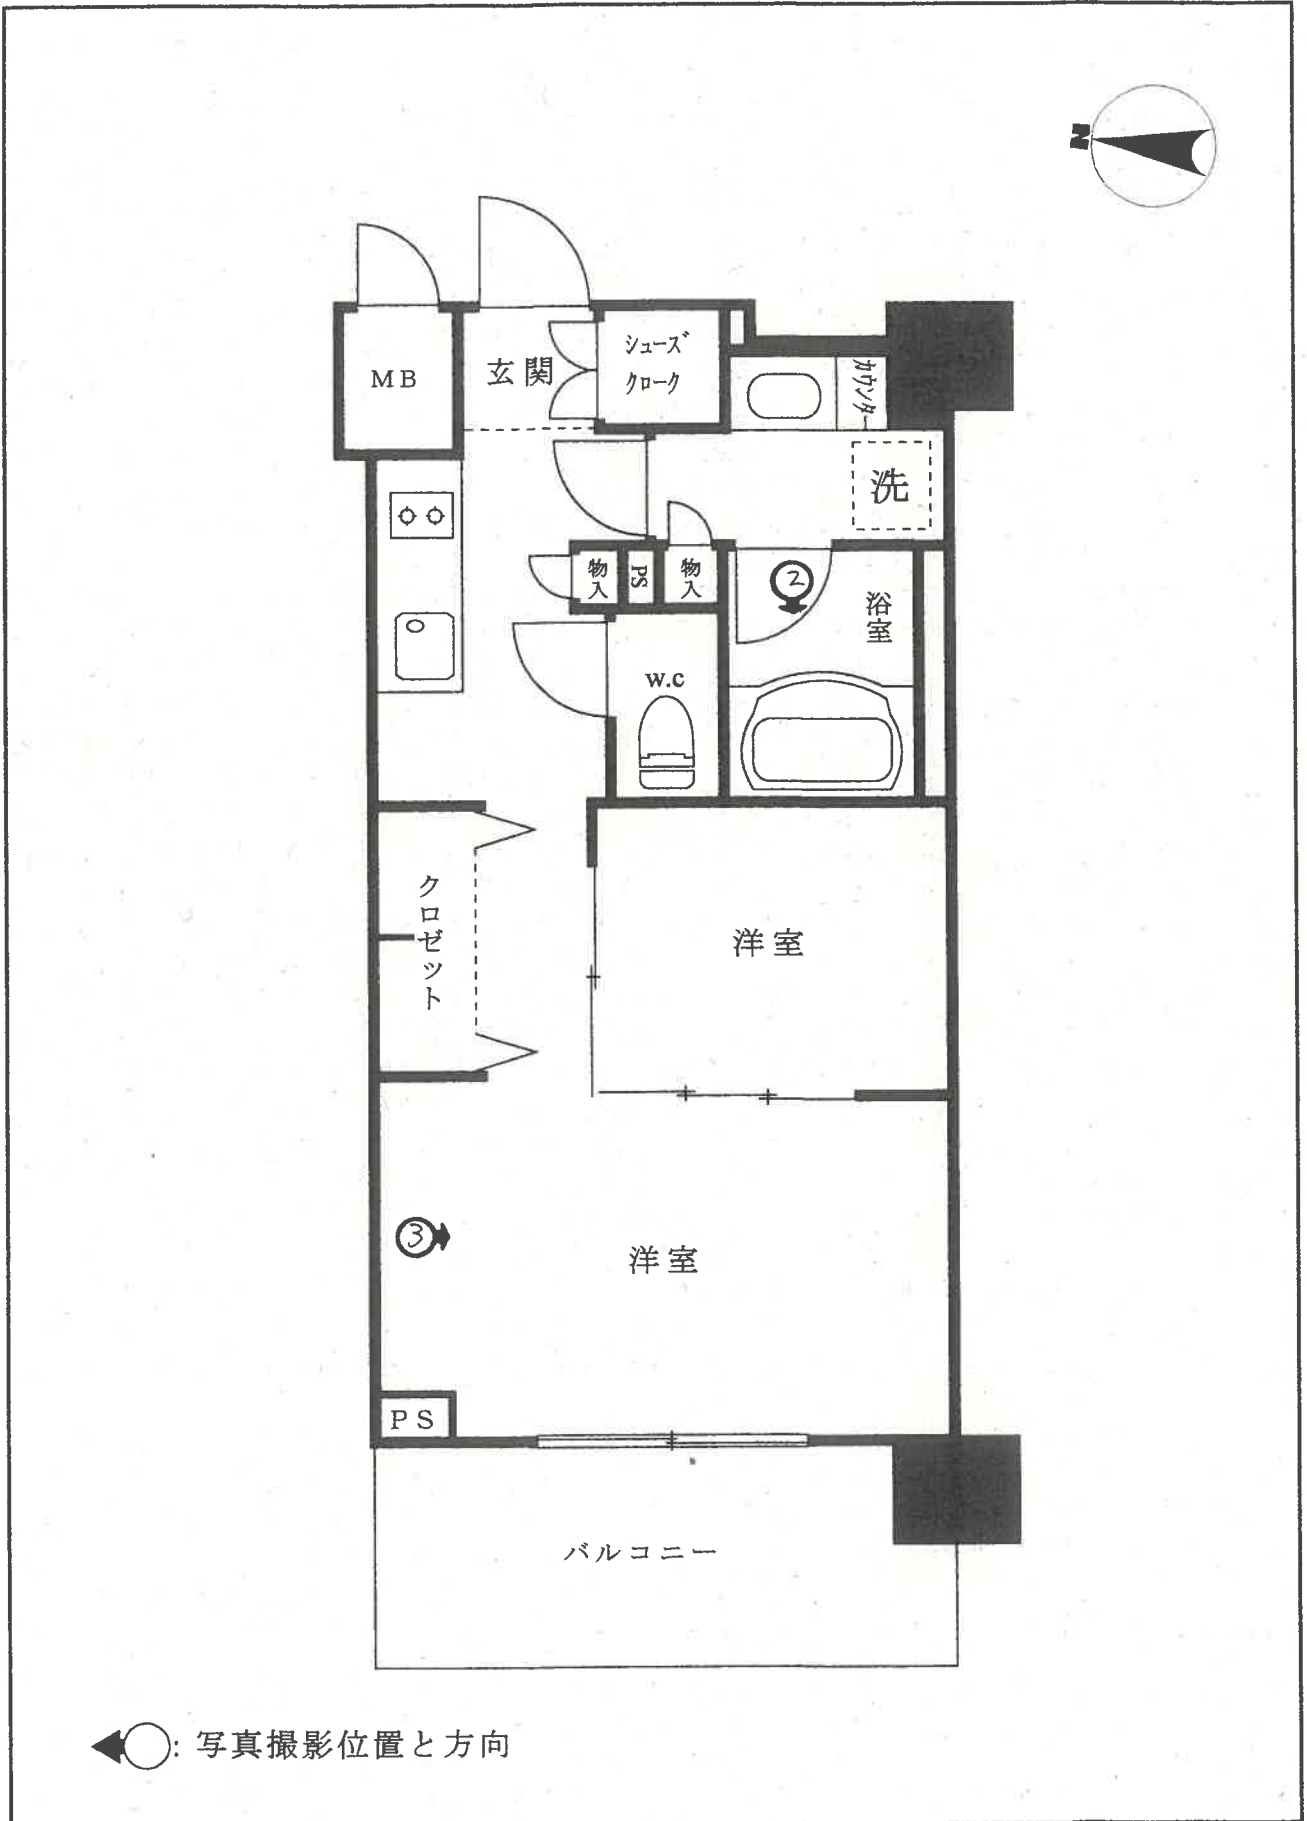 N
MB
玄関
シューズ
クローク
カウンター
洗
物入
PS
物入
2
浴室
w.c
クロゼット
洋室
3
洋室
PS
バルコニー
: 写真撮影位置と方向